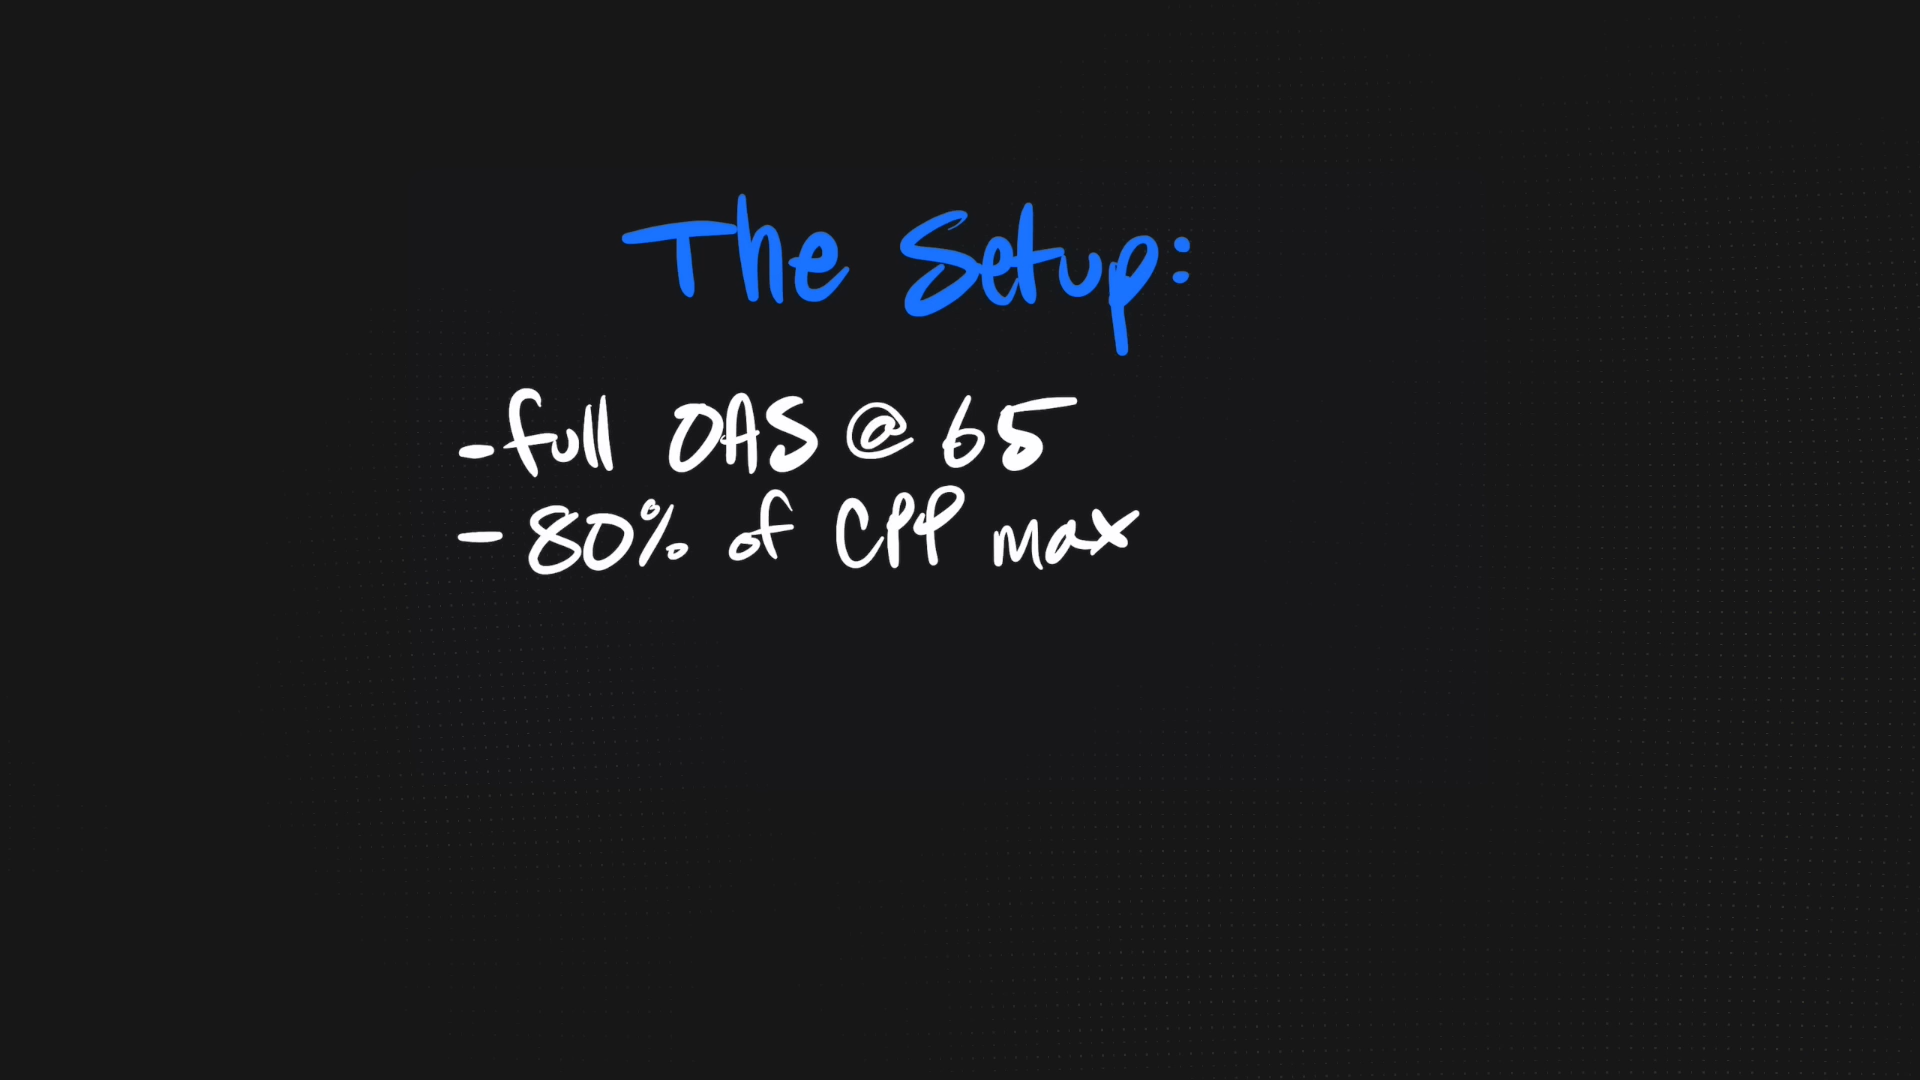 The Setup:
- full OAS @ 65
- 80% of CPP max